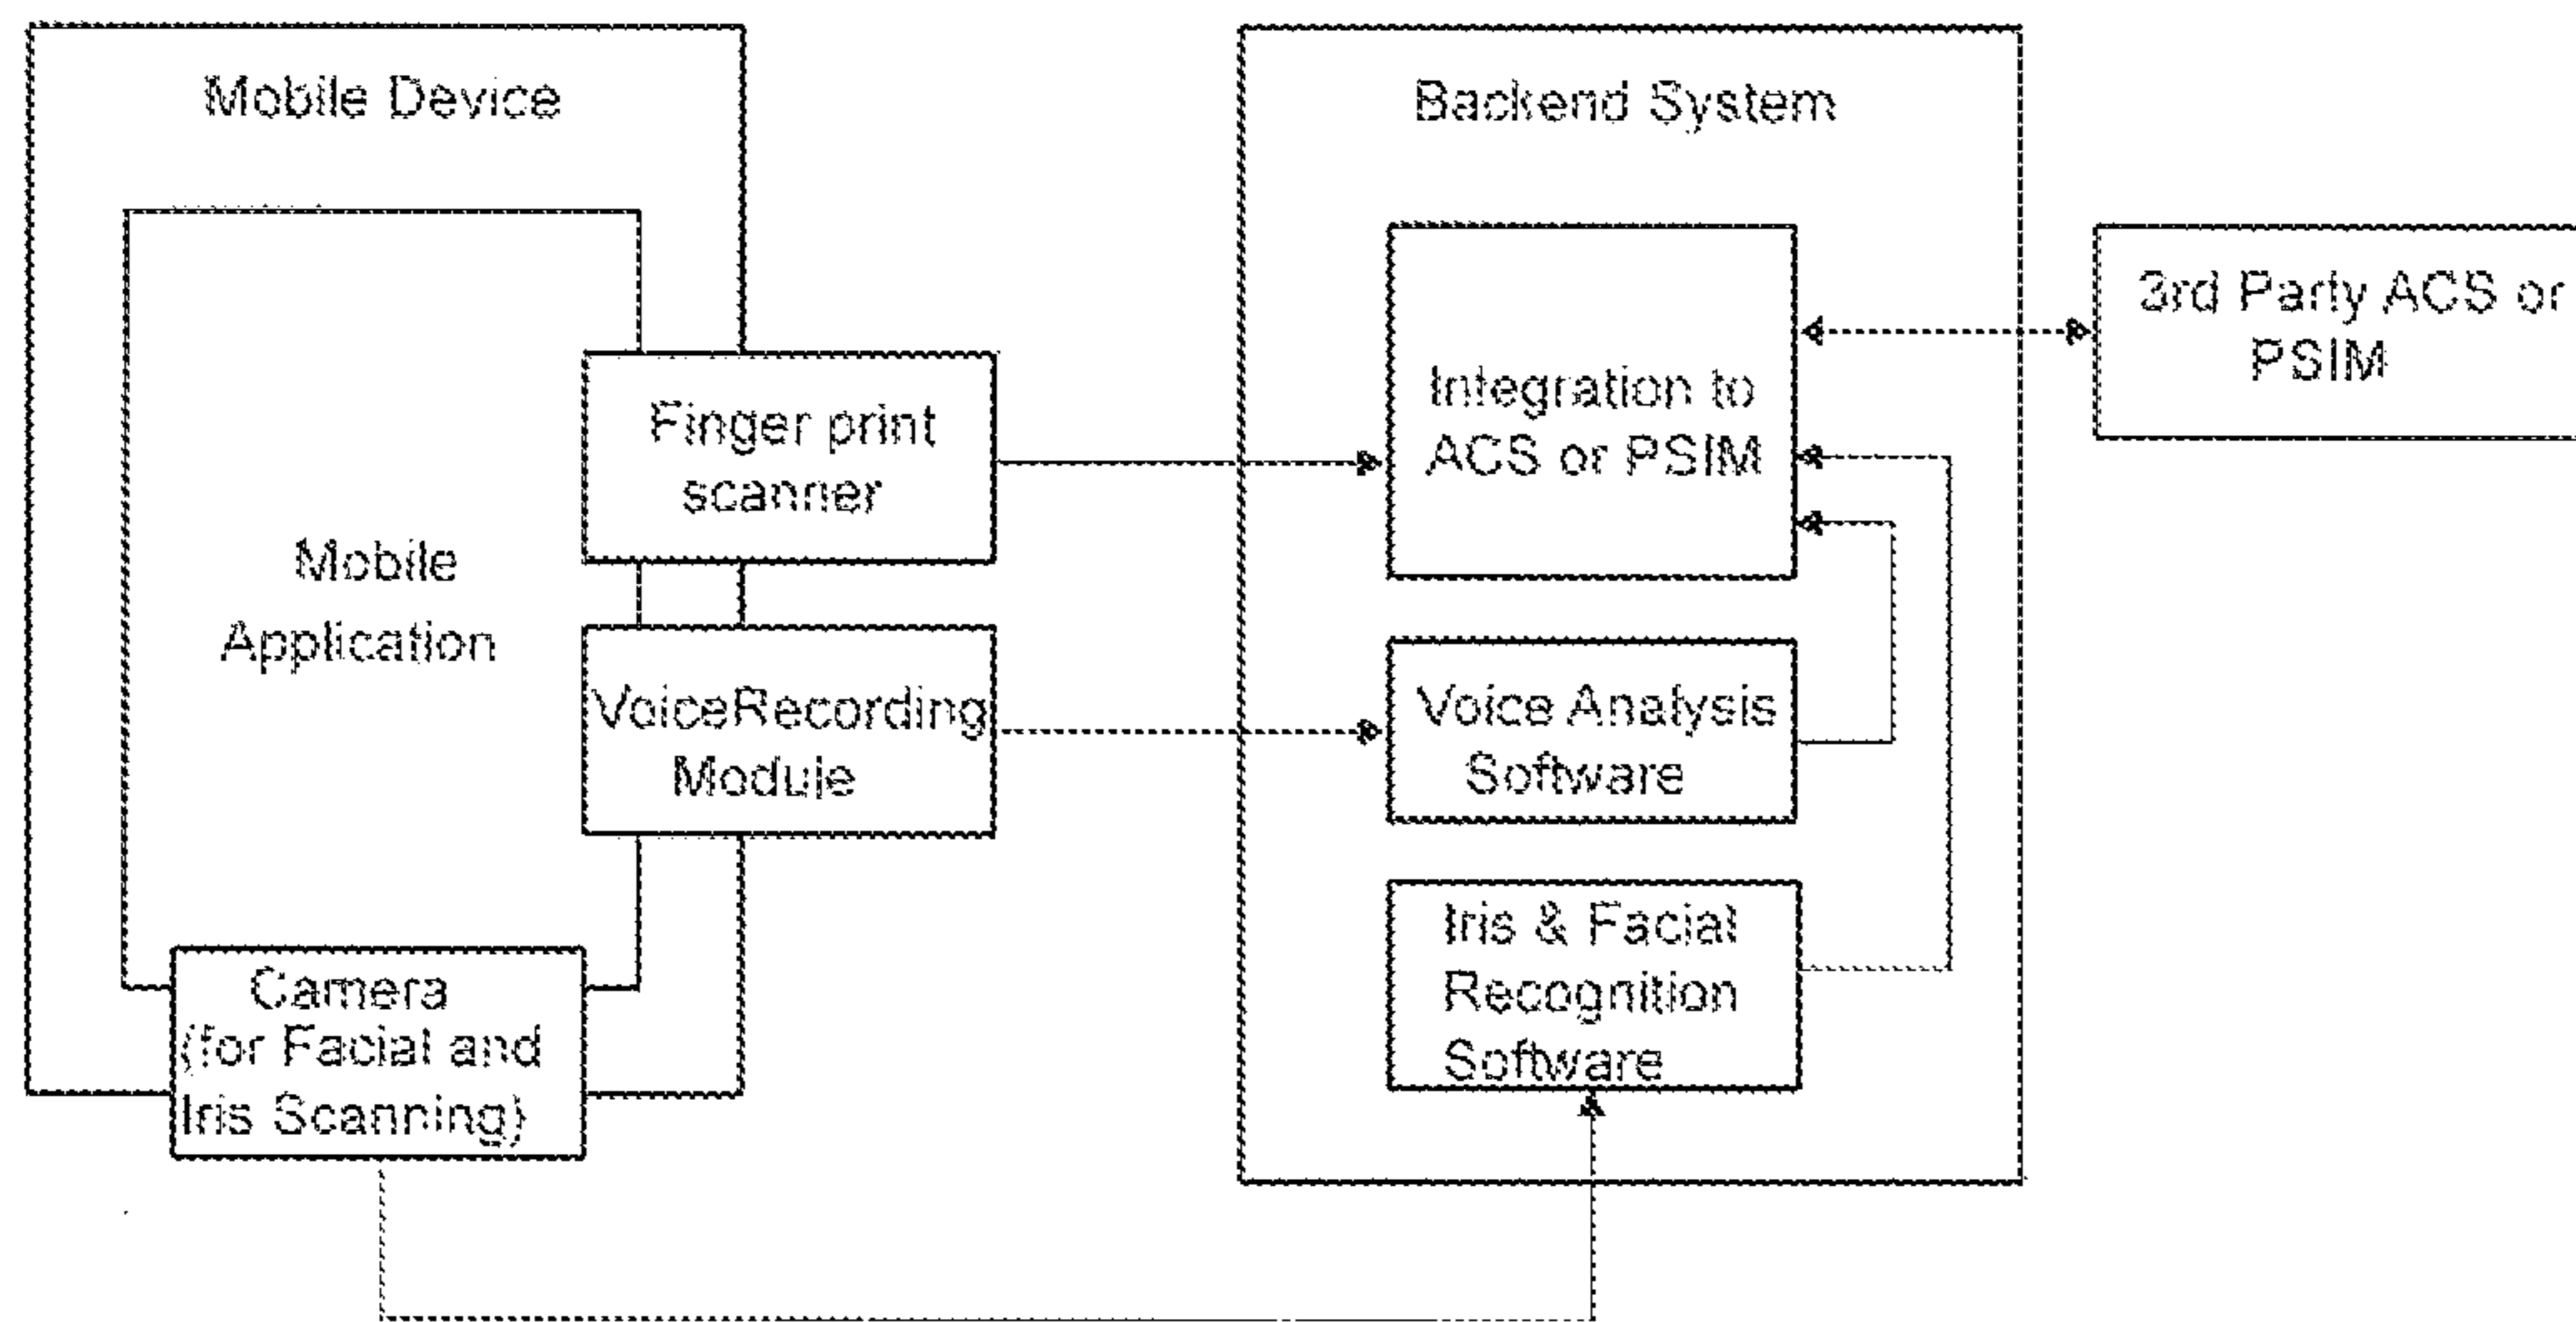 Mobile Device
Mobile
Application
Finger print
scanner
VoiceRecording
Module
Camera
(for Facial and
Iris Scanning)
Backend System
Integration to
ACS or PSIM
Voice Analysis
Software
Iris & Facial
Recognition
Software
3rd Party ACS or
PSIM